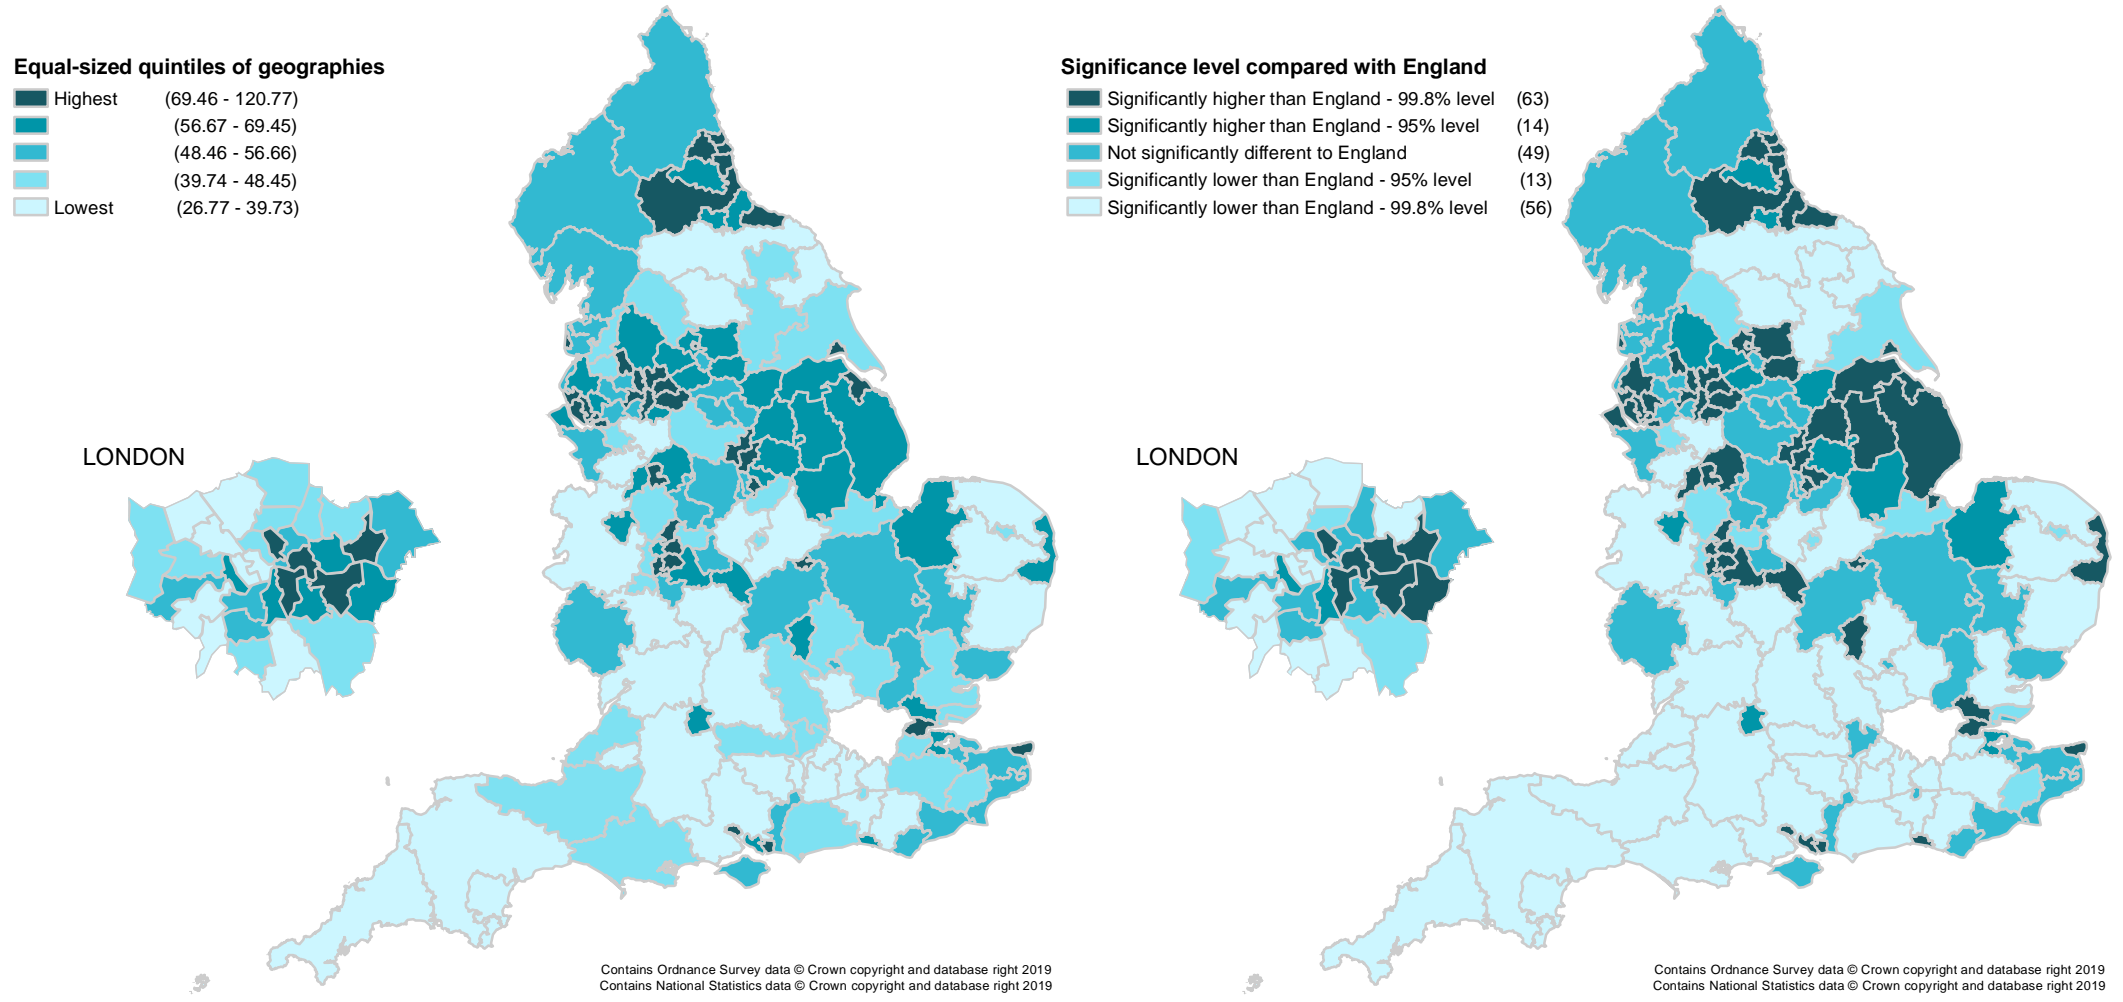 Equal-sized quintiles of geographies
Highest (69.46 - 120.77)
(56.67 - 69.45)
(48.46 - 56.66)
(39.74 - 48.45)
Lowest (26.77 - 39.73)
LONDON
Contains Ordnance Survey data © Crown copyright and database right 2019
Contains National Statistics data © Crown copyright and database right 2019
Significance level compared with England
Significantly higher than England - 99.8% level (63)
Significantly higher than England - 95% level (14)
Not significantly different to England (49)
Significantly lower than England - 95% level (13)
Significantly lower than England - 99.8% level (56)
LONDON
Contains Ordnance Survey data © Crown copyright and database right 2019
Contains National Statistics data © Crown copyright and database right 2019